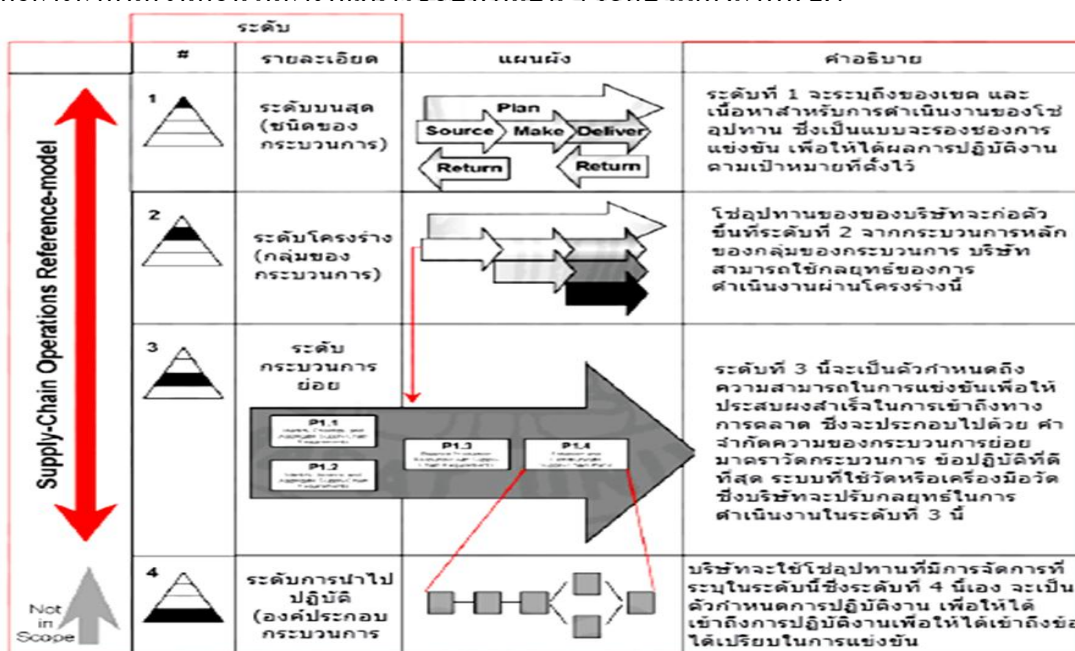 ระดับ
#
รายละเอียด
แผนผัง
คำอธิบาย
Supply-Chain Operations Reference-model
1
ระดับบนสุด
(ชนิดของ
กระบวนการ)
Plan
Source
Make
Deliver
Return
Return
ระดับที่ 1 จะระบุถึงของเขต และ
เนื้อหาสำหรับการดำเนินงานของโซ่
อุปทาน ซึ่งเป็นแบบจะรองของการ
แข่งขัน เพื่อให้ได้ผลการปฏิบัติงาน
ตามเป้าหมายที่ตั้งไว้
2
ระดับโครงร่าง
(กลุ่มของ
กระบวนการ)
โซ่อุปทานของของบริษัทจะก่อตัว
ขึ้นที่ระดับที่ 2 จากกระบวนการหลัก
ของกลุ่มของกระบวนการ บริษัท
สามารถใช้กลยุทธ์ของการ
ดำเนินงานผ่านโครงร่างนี้
3
ระดับ
กระบวนการ
ย่อย
P1.1
P1.2
P1.3
P1.4
ระดับที่ 3 นี้จะเป็นตัวกำหนดถึง
ความสามารถในการแข่งขันเพื่อให้
ประสบผงสำเร็จในการเข้าถึงทาง
การตลาด ซึ่งจะประกอบไปด้วย คำ
จำกัดความของกระบวนการย่อย
มาตราวัดกระบวนการ ข้อปฏิบัติที่ดี
ที่สุด ระบบที่ใช้วัดหรือเครื่องมือวัด
ซึ่งบริษัทจะปรับกลยุทธ์ในการ
ดำเนินงานในระดับที่ 3 นี้
Not
in
Scope
4
ระดับการนำไป
ปฏิบัติ
(องค์ประกอบ
กระบวนการ
บริษัทจะใช้โซ่อุปทานที่มีการจัดการที่
ระบุในระดับนี้ซึ่งระดับที่ 4 นี้เอง จะเป็น
ตัวกำหนดการปฏิบัติงาน เพื่อให้ได้
เข้าถึงการปฏิบัติงานเพื่อให้ได้เข้าถึงข้อ
ได้เปรียบในการแข่งขัน